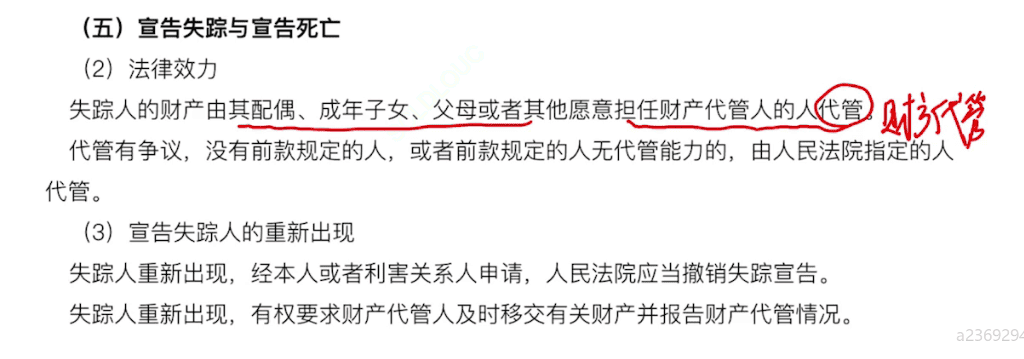 （五）宣告失踪与宣告死亡
（2）法律效力
失踪人的财产由其配偶、成年子女、父母或者其他愿意担任财产代管人的人代管。
财产代管
代管有争议，没有前款规定的人，或者前款规定的人无代管能力的，由人民法院指定的人
代管。
（3）宣告失踪人的重新出现
失踪人重新出现，经本人或者利害关系人申请，人民法院应当撤销失踪宣告。
失踪人重新出现，有权要求财产代管人及时移交有关财产并报告财产代管情况。
a2369294